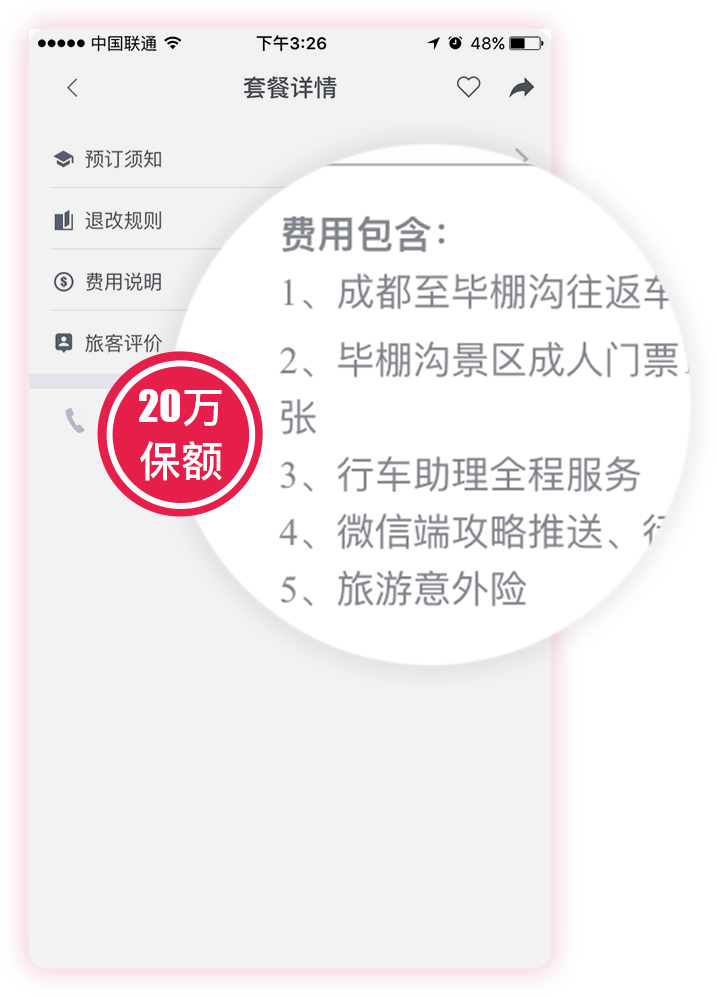 中国联通
下午3:26
48%
套餐详情
预订须知
退改规则
费用说明
旅客评价
20万
保额
费用包含：
1、成都至毕棚沟往返车
2、毕棚沟景区成人门票
张
3、行车助理全程服务
4、微信端攻略推送、行
5、旅游意外险